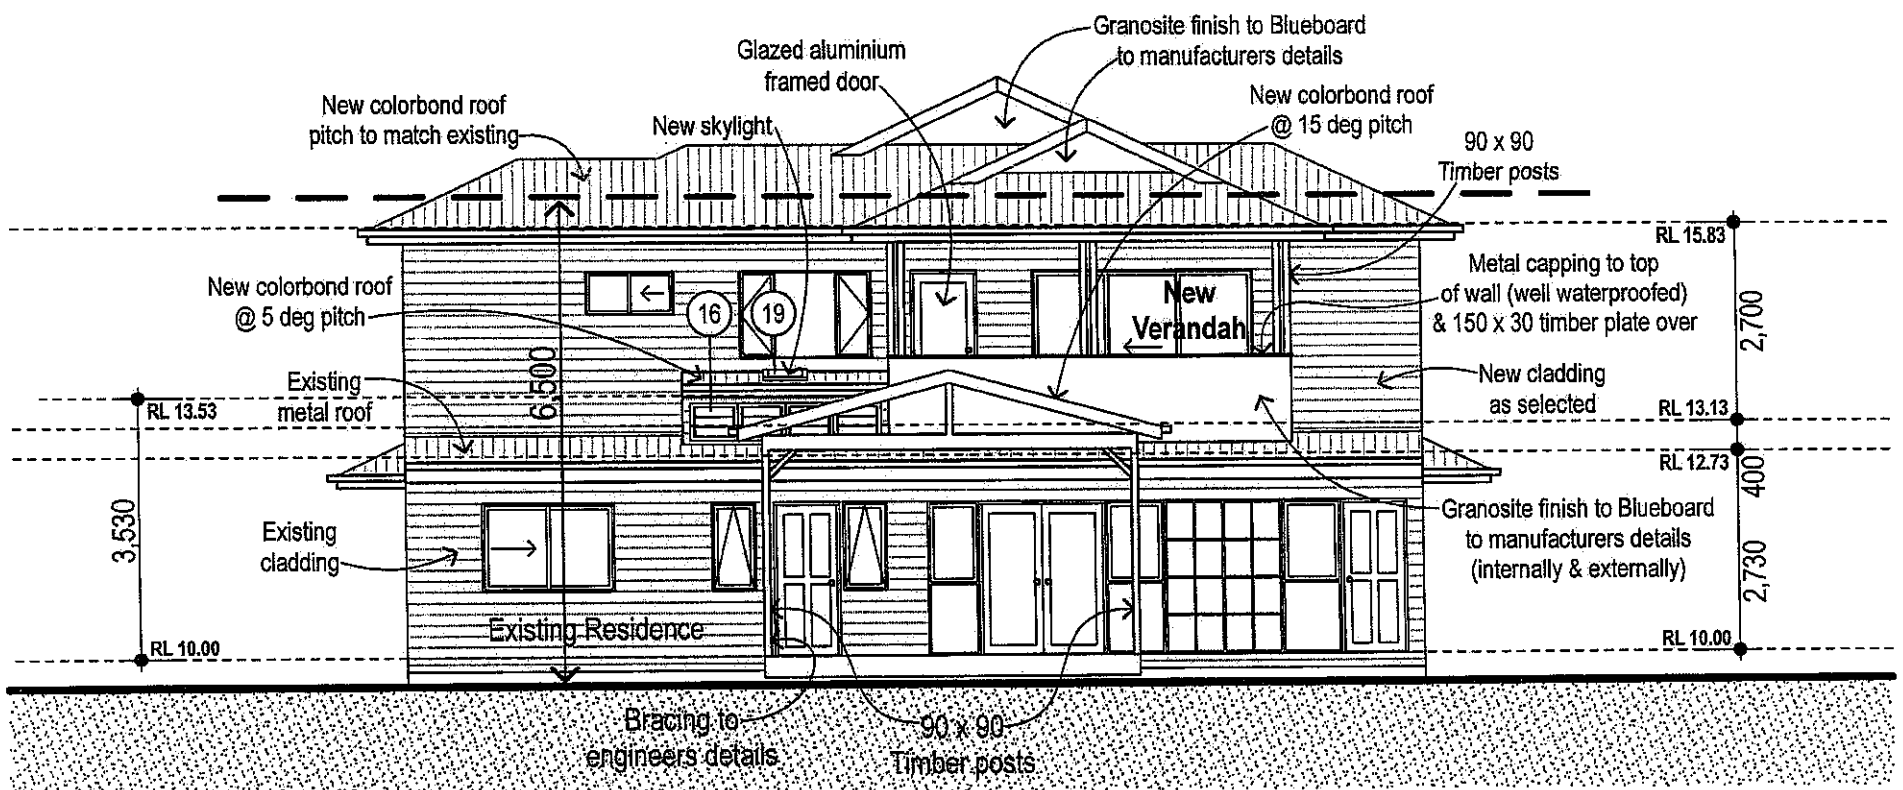 Granosite finish to Blueboard
to manufacturers details
Glazed aluminium
framed door
New colorbond roof
pitch to match existing
New skylight
New colorbond roof
@ 15 deg pitch
90 x 90
Timber posts
RL 15.83
New colorbond roof
@ 5 deg pitch
16
19
New
Verandah
Metal capping to top
of wall (well waterproofed)
& 150 x 30 timber plate over
2,700
6,500
Existing
metal roof
New cladding
as selected
RL 13.53
RL 13.13
RL 12.73
400
3,530
Existing
cladding
Granosite finish to Blueboard
to manufacturers details
(internally & externally)
2,730
Existing Residence
RL 10.00
RL 10.00
Bracing to
engineers details
90 x 90
Timber posts